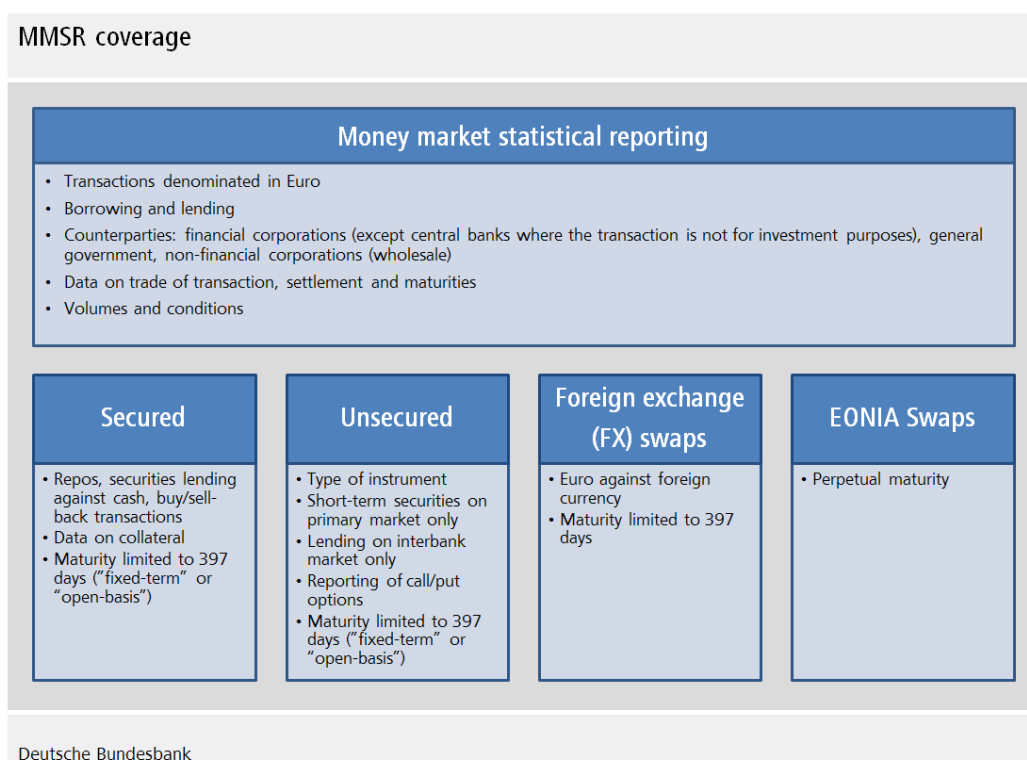 MMSR coverage
Money market statistical reporting
• Transactions denominated in Euro
• Borrowing and lending
• Counterparties: financial corporations (except central banks where the transaction is not for investment purposes), general
government, non-financial corporations (wholesale)
• Data on trade of transaction, settlement and maturities
• Volumes and conditions
Secured
• Repos, securities lending
against cash, buy/sell-
back transactions
• Data on collateral
• Maturity limited to 397
days ("fixed-term" or
"open-basis")
Unsecured
• Type of instrument
• Short-term securities on
primary market only
• Lending on interbank
market only
• Reporting of call/put
options
• Maturity limited to 397
days ("fixed-term" or
"open-basis")
Foreign exchange
(FX) swaps
• Euro against foreign
currency
• Maturity limited to 397
days
EONIA Swaps
• Perpetual maturity
Deutsche Bundesbank